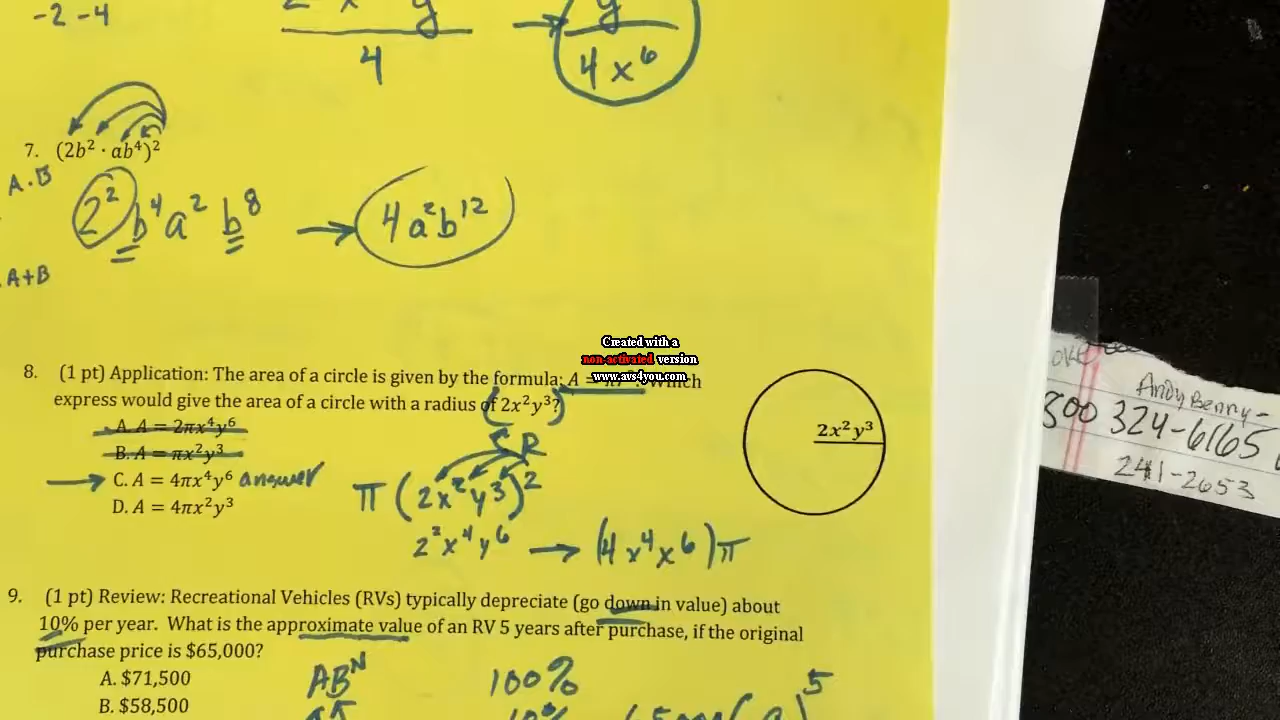 -2 -4
4
y
4x⁶
7. (2b² · ab⁴)²
A·B
2² b⁴ a² b⁸ → 4a²b¹²
A+B
Created with a
non-activated version
www.avs4you.com
8. (1 pt) Application: The area of a circle is given by the formula: A = πr². Which
express would give the area of a circle with a radius of 2x²y³?
A. A = 2πx⁴y⁶
B. A = πx²y³
→ C. A = 4πx⁴y⁶ answer
D. A = 4πx²y³
R
π(2x²y³)²
2²x⁴y⁶ → (4x⁴x⁶)π
2x²y³
9. (1 pt) Review: Recreational Vehicles (RVs) typically depreciate (go down in value) about
10% per year. What is the approximate value of an RV 5 years after purchase, if the original
purchase price is $65,000?
A. $71,500
B. $58,500
ABᴺ
100%
5
Andy Benny-
800 324-6165
241-2653